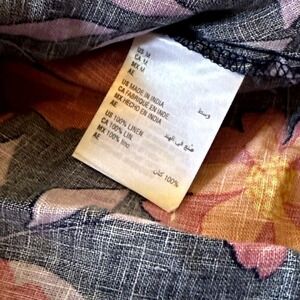 US M
CA M
MX M
AE وسط
US MADE IN INDIA
CA FABRIQUÉ EN INDE
MX HECHO EN INDIA
AE صنع في الهند
US 100% LINEN
CA 100% LIN
MX 100% lino
AE 100% كتان